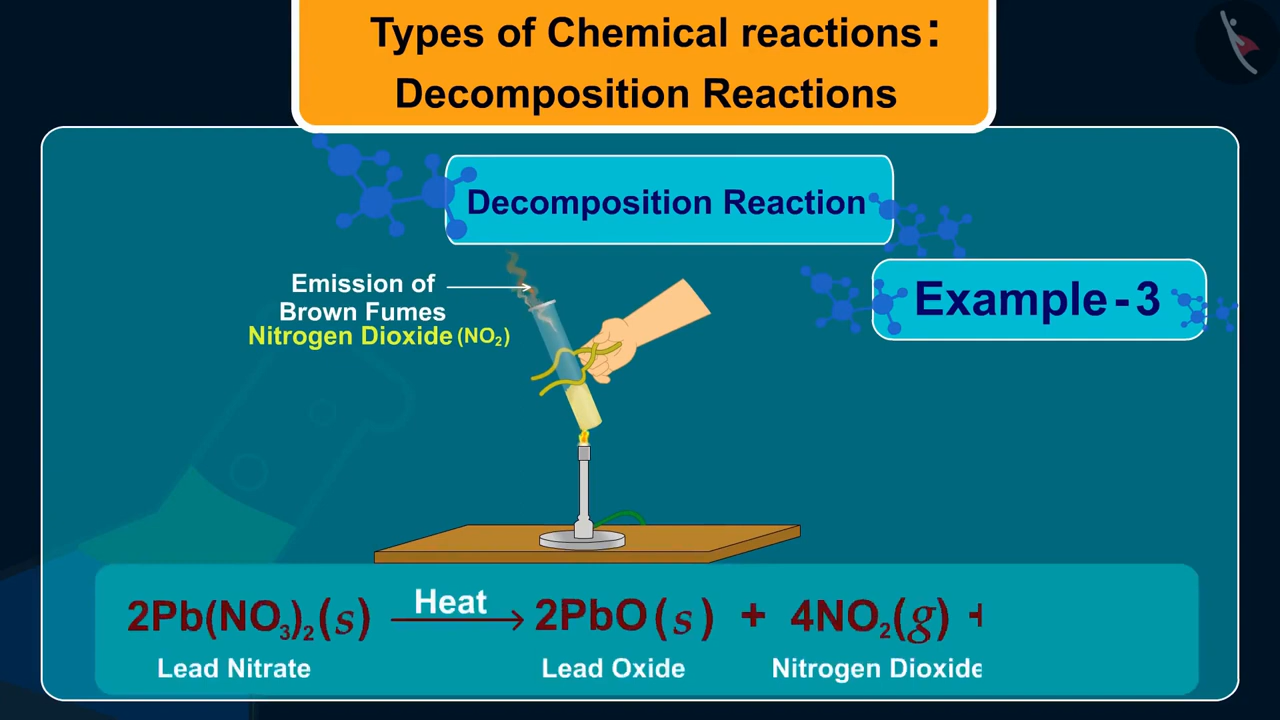 Types of Chemical reactions:
Decomposition Reactions
Decomposition Reaction
Example-3
Emission of
Brown Fumes
Nitrogen Dioxide (NO₂)
2Pb(NO₃)₂(s) Heat → 2PbO(s) + 4NO₂(g) +
Lead Nitrate Lead Oxide Nitrogen Dioxide